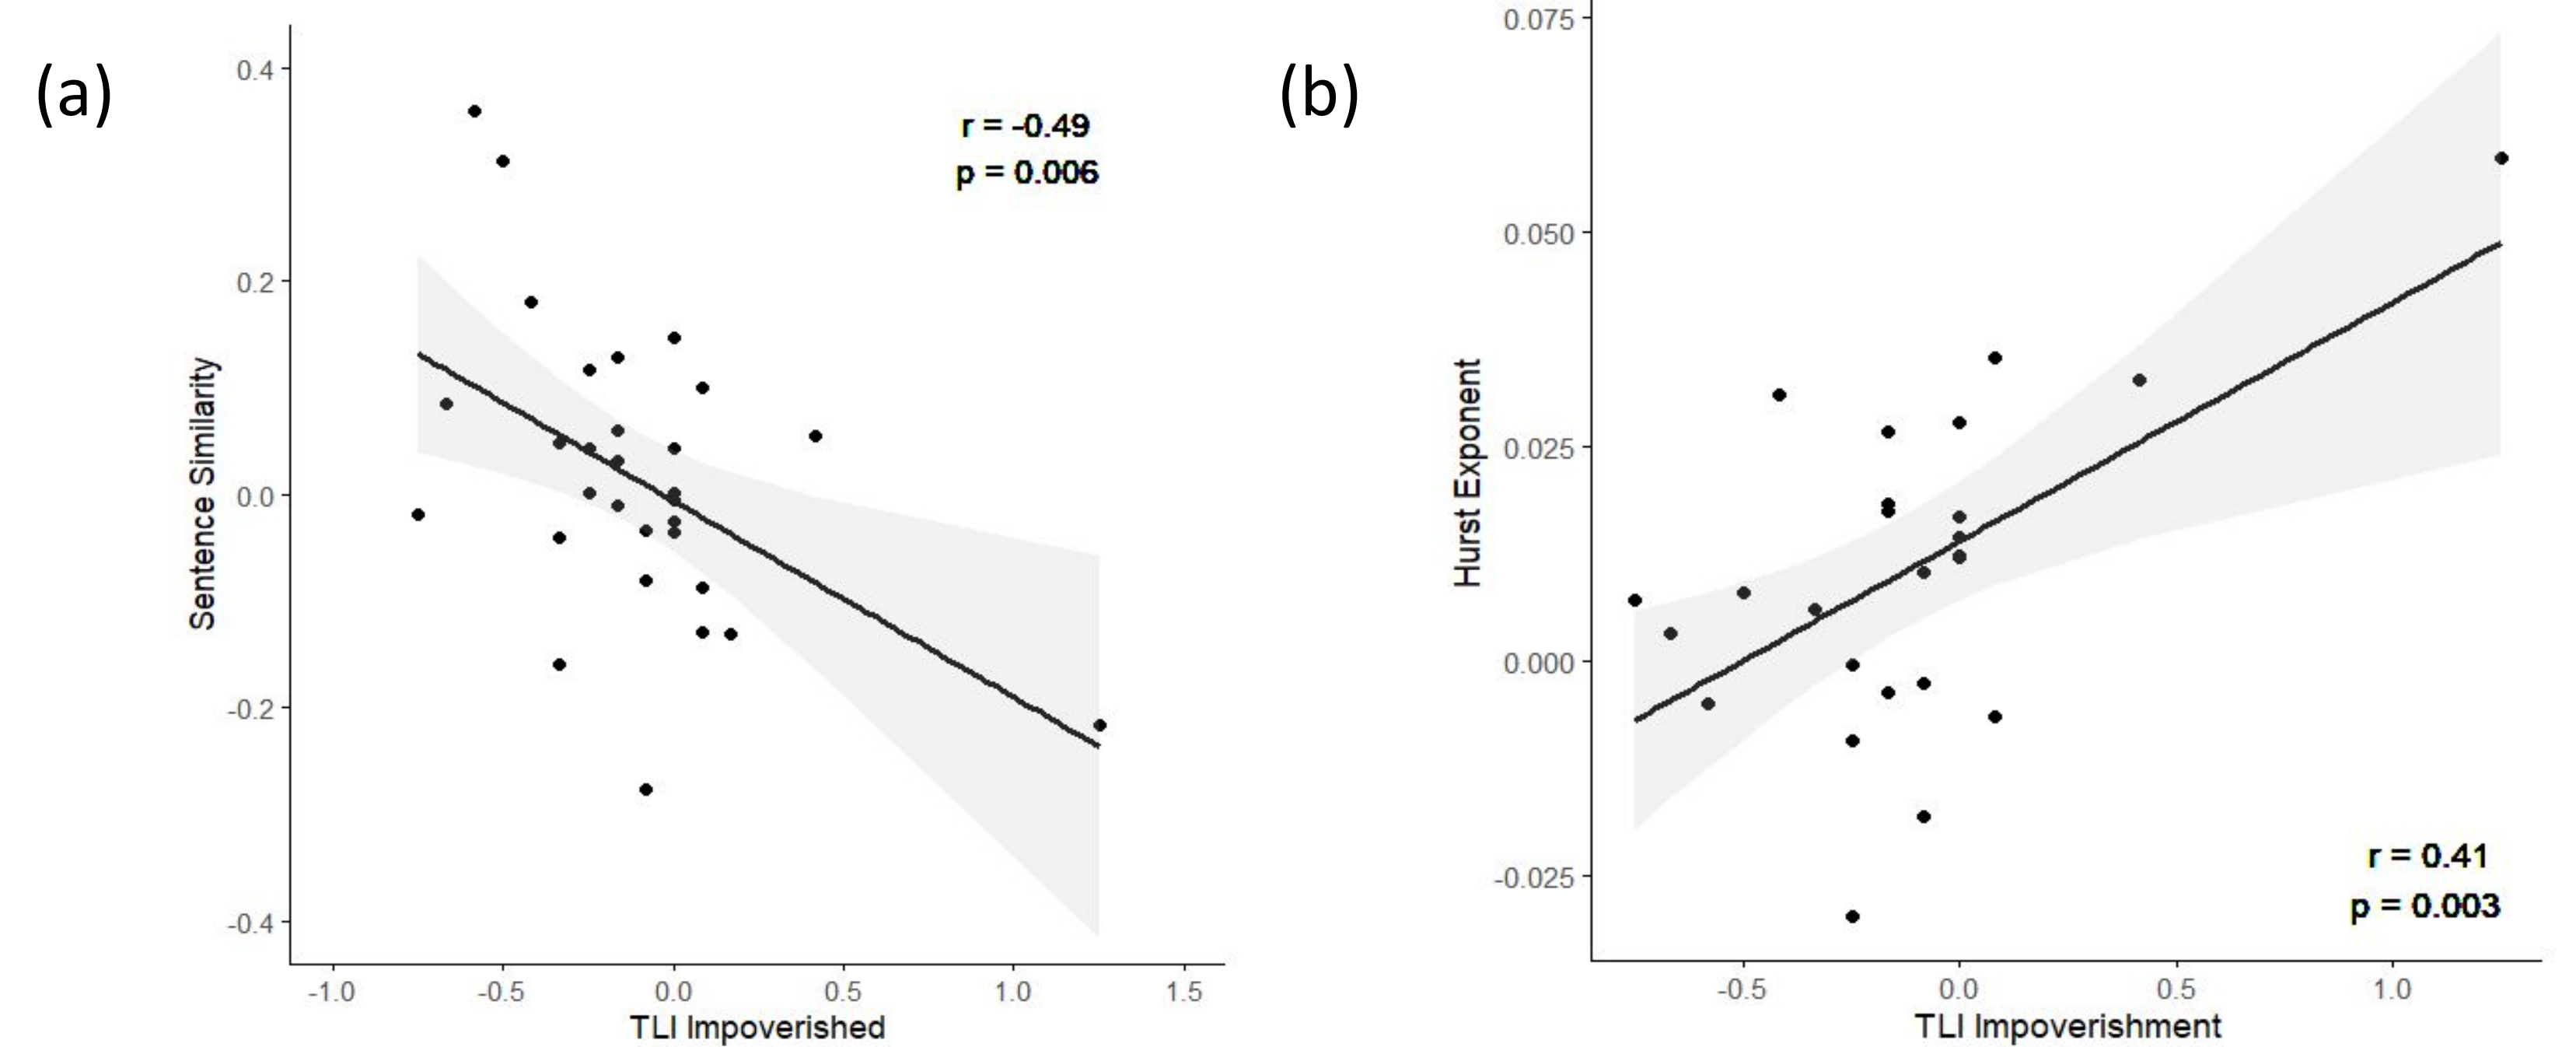 (a)
0.4
0.2
0.0
-0.2
-0.4
Sentence Similarity
r = -0.49
p = 0.006
-1.0 -0.5 0.0 0.5 1.0 1.5
TLI Impoverished
(b)
0.075
0.050
0.025
0.000
-0.025
Hurst Exponent
r = 0.41
p = 0.003
-0.5 0.0 0.5 1.0
TLI Impoverishment